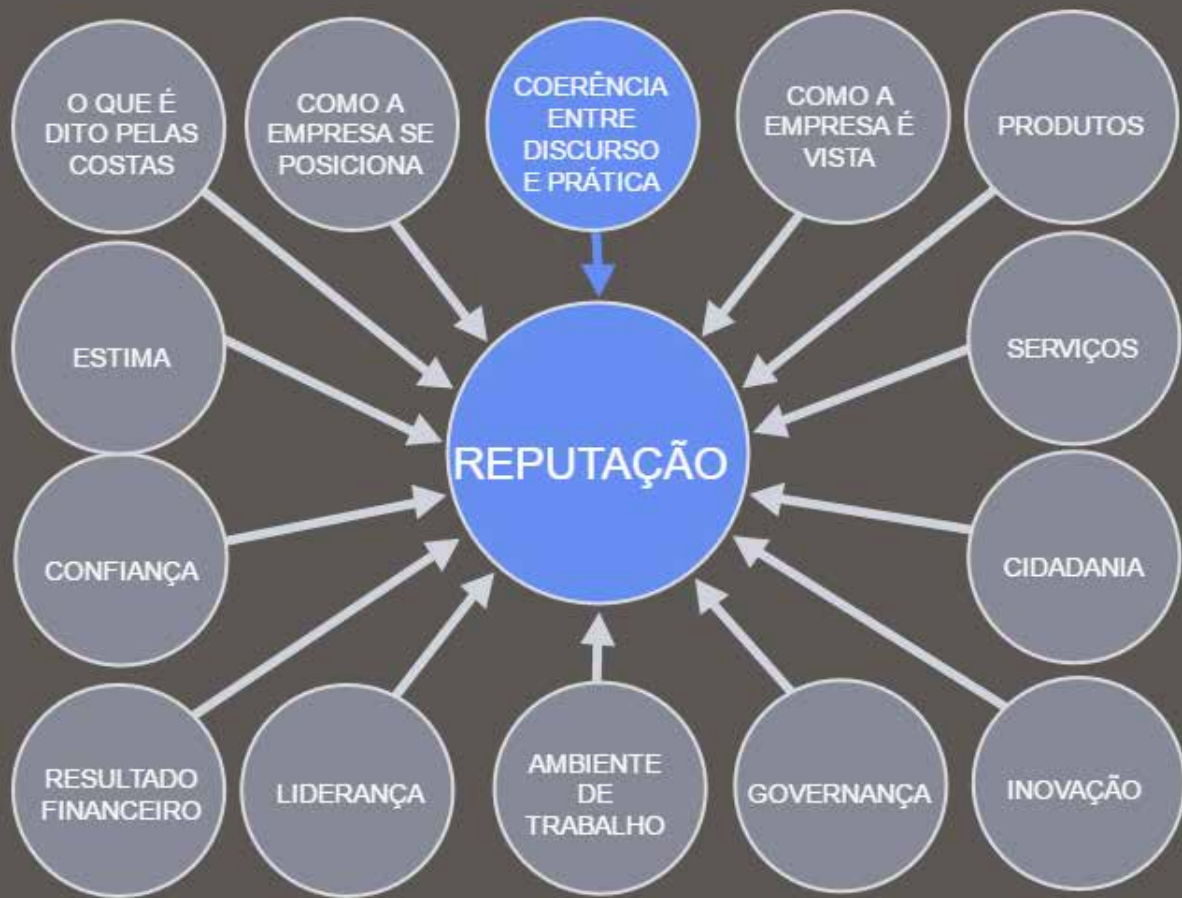 O QUE É
DITO PELAS
COSTAS
COMO A
EMPRESA SE
POSICIONA
COERÊNCIA
ENTRE
DISCURSO
E PRÁTICA
COMO A
EMPRESA É
VISTA
PRODUTOS
ESTIMA
SERVIÇOS
REPUTAÇÃO
CONFIANÇA
CIDADANIA
RESULTADO
FINANCEIRO
LIDERANÇA
AMBIENTE
DE
TRABALHO
GOVERNANÇA
INOVAÇÃO